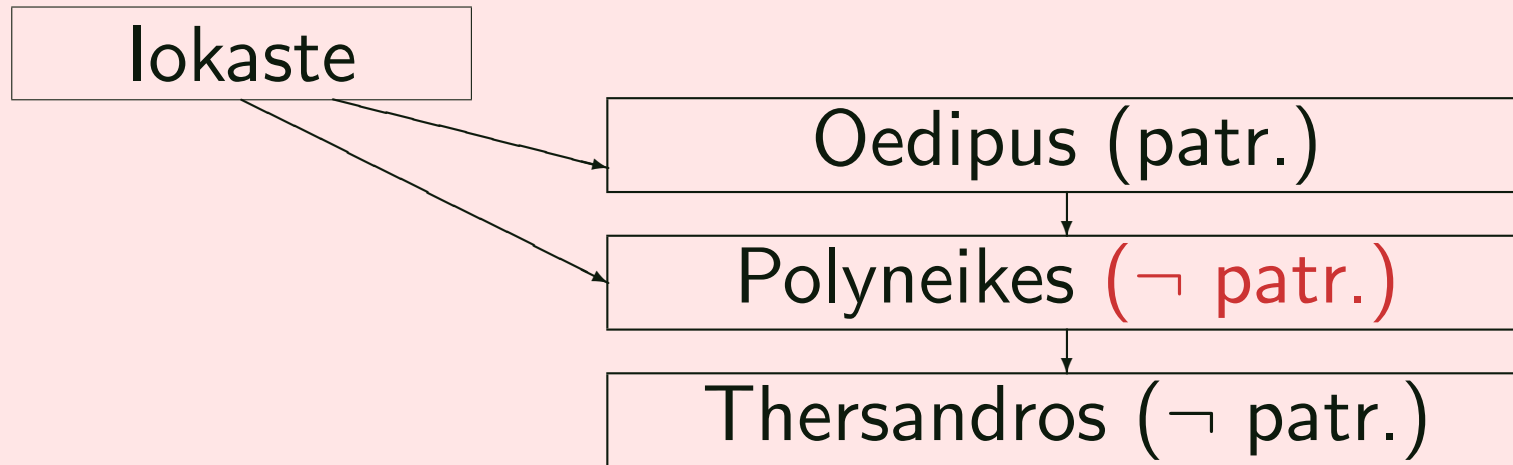 Iokaste
Oedipus (patr.)
Polyneikes (¬ patr.)
Thersandros (¬ patr.)